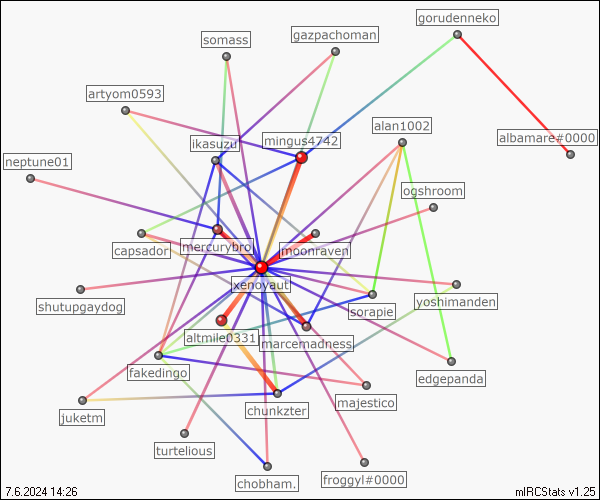 gorudenneko
somass
gazpachoman
artyom0593
alan1002
ikasuzu
mingus4742
albamare#0000
neptune01
ogshroom
mercurybro
capsador
moonraven
xenoyaut
shutupgaydog
sorapie
yoshimanden
altmile0331
marcemadness
fakedingo
edgepanda
juketm
chunkzter
majestico
turtelious
chobham.
froggyl#0000
7.6.2024 14:26
mIRCStats v1.25